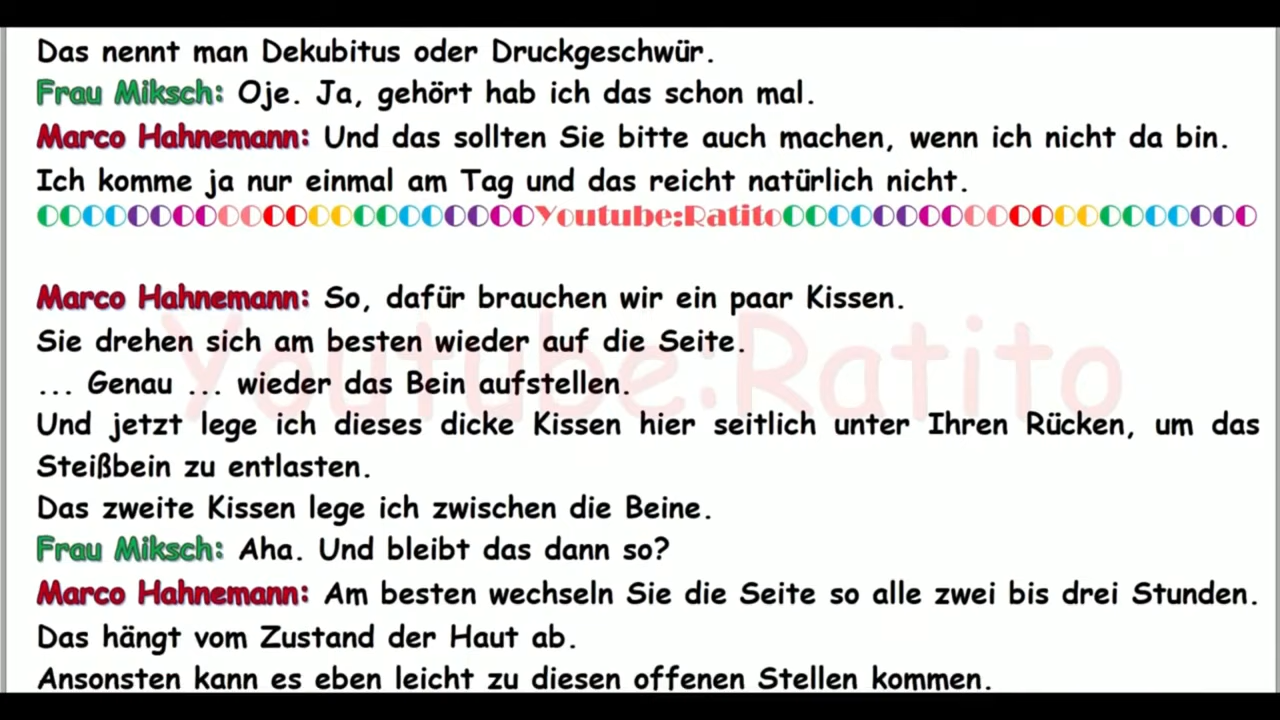 Das nennt man Dekubitus oder Druckgeschwür.
Frau Miksch: Oje. Ja, gehört hab ich das schon mal.
Marco Hahnemann: Und das sollten Sie bitte auch machen, wenn ich nicht da bin.
Ich komme ja nur einmal am Tag und das reicht natürlich nicht.
Youtube:Ratito
Marco Hahnemann: So, dafür brauchen wir ein paar Kissen.
Sie drehen sich am besten wieder auf die Seite.
Youtube:Ratito
... Genau ... wieder das Bein aufstellen.
Und jetzt lege ich dieses dicke Kissen hier seitlich unter Ihren Rücken, um das
Steißbein zu entlasten.
Das zweite Kissen lege ich zwischen die Beine.
Frau Miksch: Aha. Und bleibt das dann so?
Marco Hahnemann: Am besten wechseln Sie die Seite so alle zwei bis drei Stunden.
Das hängt vom Zustand der Haut ab.
Ansonsten kann es eben leicht zu diesen offenen Stellen kommen.